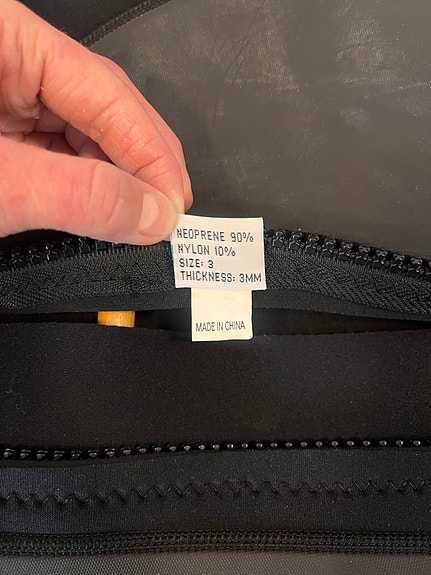 NEOPRENE 90%
NYLON 10%
SIZE: 3
THICKNESS: 3MM
MADE IN CHINA